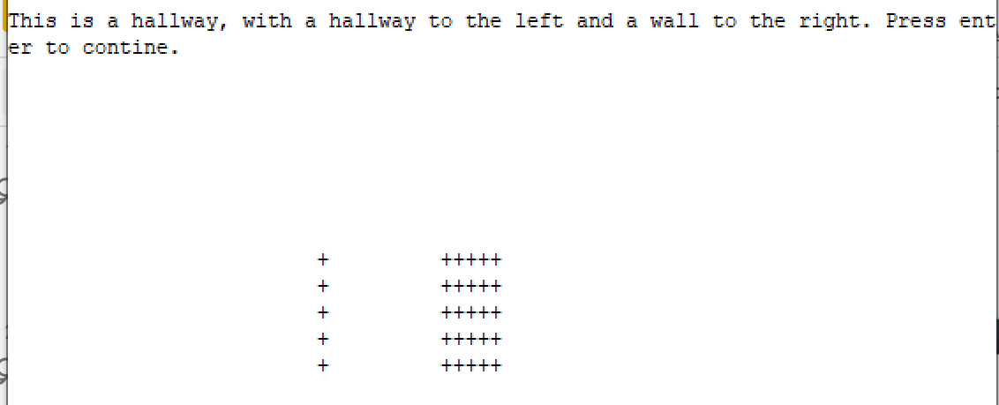 This is a hallway, with a hallway to the left and a wall to the right. Press ent
er to contine.
+ +++++
+ +++++
+ +++++
+ +++++
+ +++++